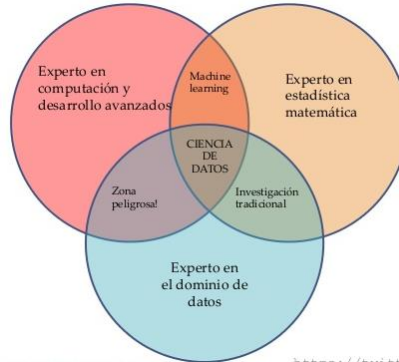 Experto en
computación y
desarrollo avanzados
Machine
learning
Experto en
estadística
matemática
CIENCIA
DE
DATOS
Zona
peligrosa!
Investigación
tradicional
Experto en
el dominio de
datos